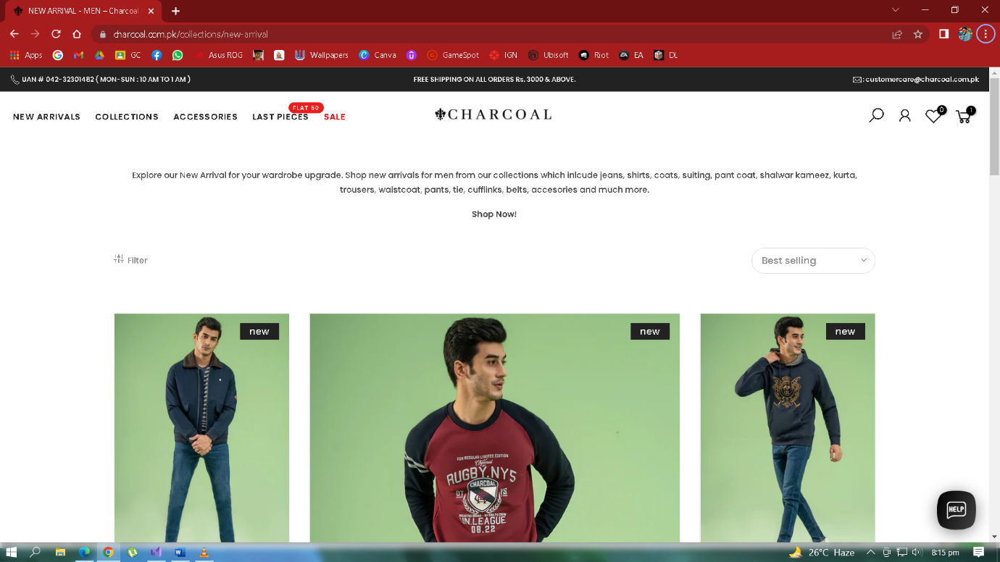 NEW ARRIVAL - MEN – Charcoal
charcoal.com.pk/collections/new-arrival
Apps
GC
Asus ROG
Wallpapers
Canva
GameSpot
IGN
Ubisoft
Riot
EA
DL
UAN # 042-32301482 ( MON-SUN : 10 AM TO 1 AM )
FREE SHIPPING ON ALL ORDERS Rs. 3000 & ABOVE.
: customercare@charcoal.com.pk
NEW ARRIVALS
COLLECTIONS
ACCESSORIES
LAST PIECES
FLAT 50
SALE
CHARCOAL
0
1
Explore our New Arrival for your wardrobe upgrade. Shop new arrivals for men from our collections which inlcude jeans, shirts, coats, suiting, pant coat, shalwar kameez, kurta,
trousers, waistcoat, pants, tie, cufflinks, belts, accesories and much more.
Shop Now!
Filter
Best selling
new
new
new
FOR REGULAR LIMITED EDITION
Charcoal
RUGBY.NYS
CHARCOAL
IN.LEAGUE
08.22
HELP
26°C Haze
8:15 pm